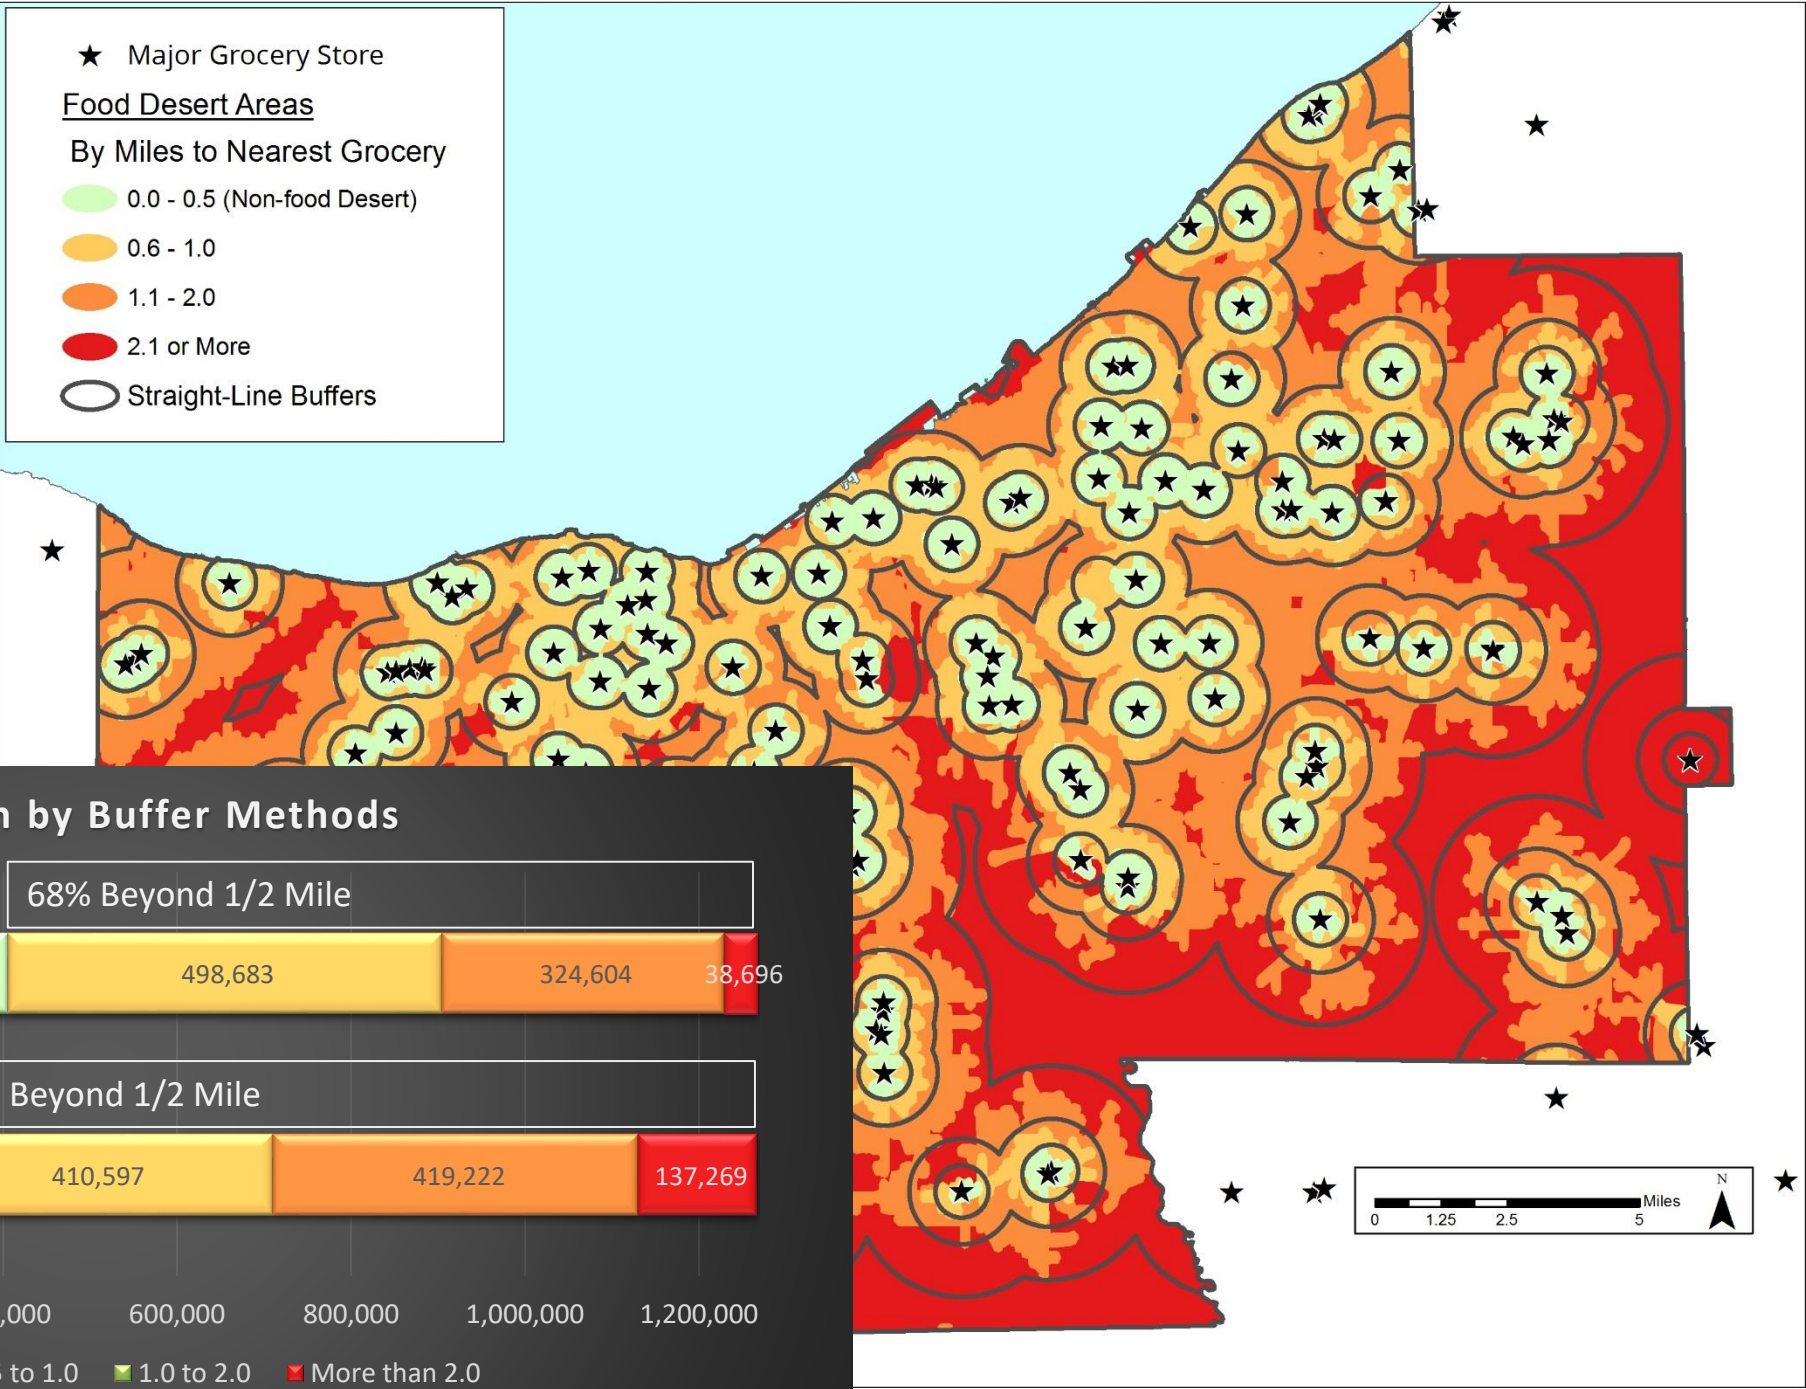 Major Grocery Store
Food Desert Areas
By Miles to Nearest Grocery
0.0 - 0.5 (Non-food Desert)
0.6 - 1.0
1.1 - 2.0
2.1 or More
Straight-Line Buffers
by Buffer Methods
68% Beyond 1/2 Mile
498,683 324,604 38,696
Beyond 1/2 Mile
410,597 419,222 137,269
,000 600,000 800,000 1,000,000 1,200,000
to 1.0 1.0 to 2.0 More than 2.0
N
Miles
0 1.25 2.5 5